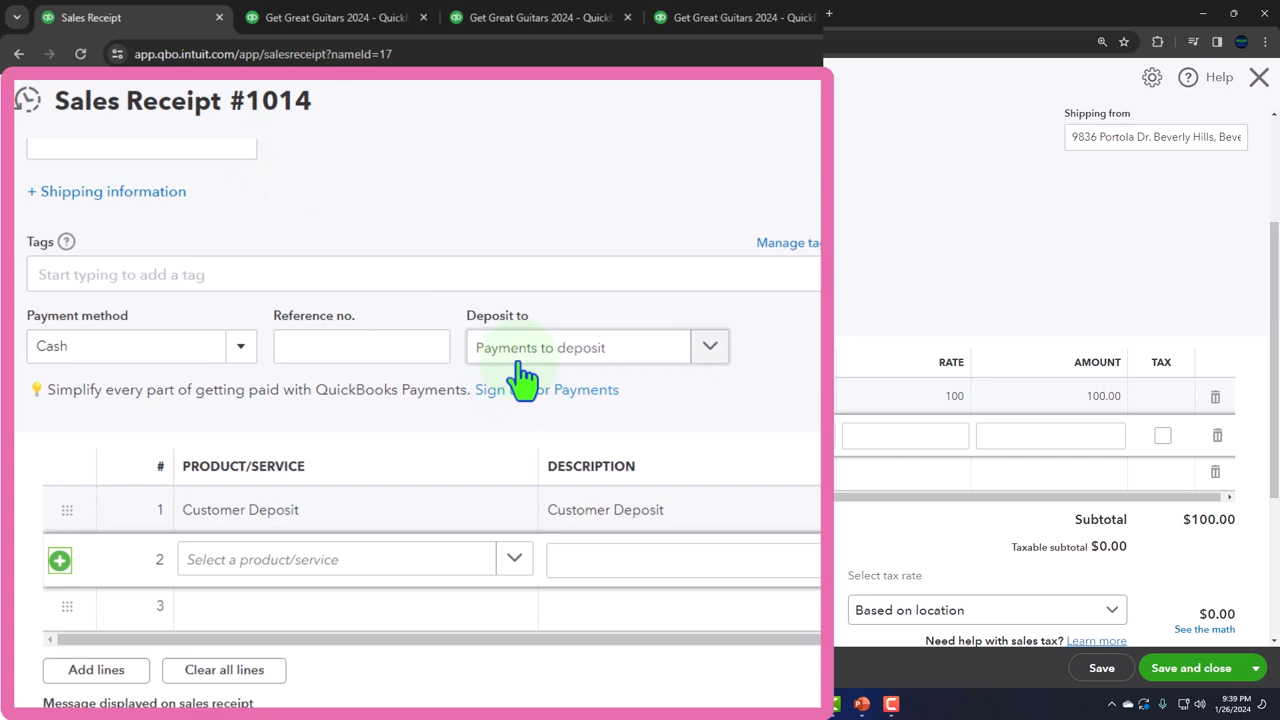 Get Great Guitars 2024 - QuickB
Get Great Guitars 2024 - QuickB
Get Great Guitars 2024 - QuickB
app.qbo.intuit.com/app/salesreceipt?nameId=17
Sales Receipt #1014
Help
Shipping from
9836 Portola Dr. Beverly Hills, Beve
+ Shipping information
Tags ?
Manage tag
Start typing to add a tag
Payment method Reference no. Deposit to
Cash Payments to deposit
Simplify every part of getting paid with QuickBooks Payments. Sign or Payments
# PRODUCT/SERVICE DESCRIPTION RATE AMOUNT TAX
1 Customer Deposit Customer Deposit 100 100.00
2 Select a product/service
3
Add lines Clear all lines
Message displayed on sales receipt
Subtotal $100.00
Taxable subtotal $0.00
Select tax rate
Based on location $0.00
See the math
Need help with sales tax? Learn more
Save Save and close
9:39 PM
1/26/2024